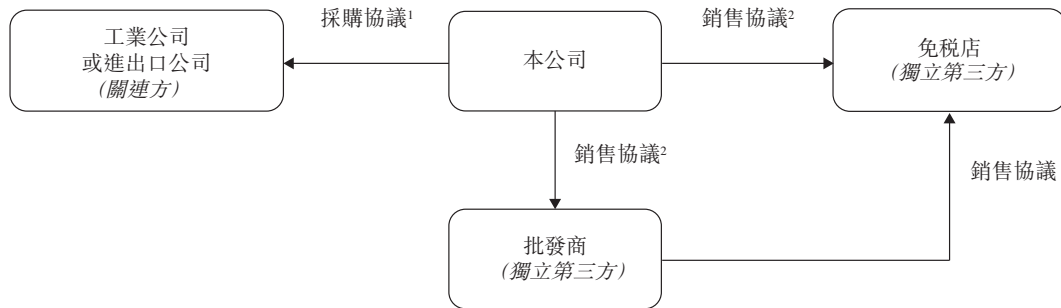 採購協議¹
銷售協議²
工業公司
或進出口公司
(關連方)
本公司
免税店
(獨立第三方)
銷售協議²
銷售協議
批發商
(獨立第三方)